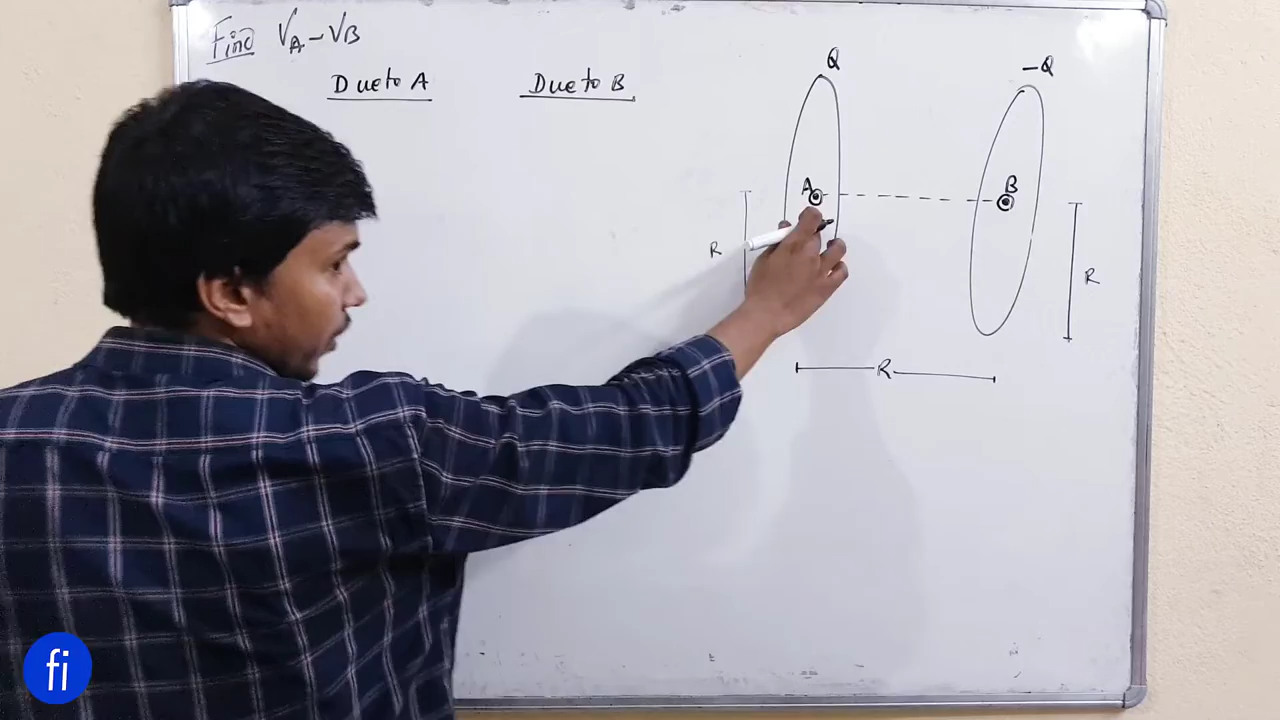 Find V_A - V_B
Due to A
Due to B
Q
-Q
A
B
R
R
R
fi